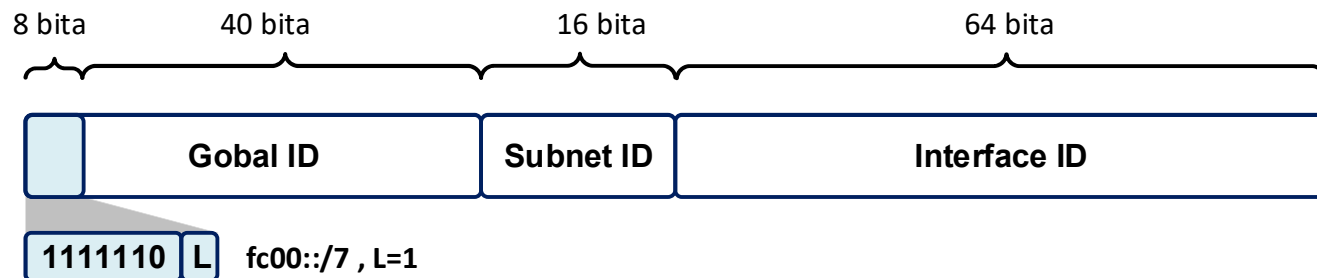 8 bita 40 bita 16 bita 64 bita
Gobal ID Subnet ID Interface ID
1111110 L fc00::/7 , L=1